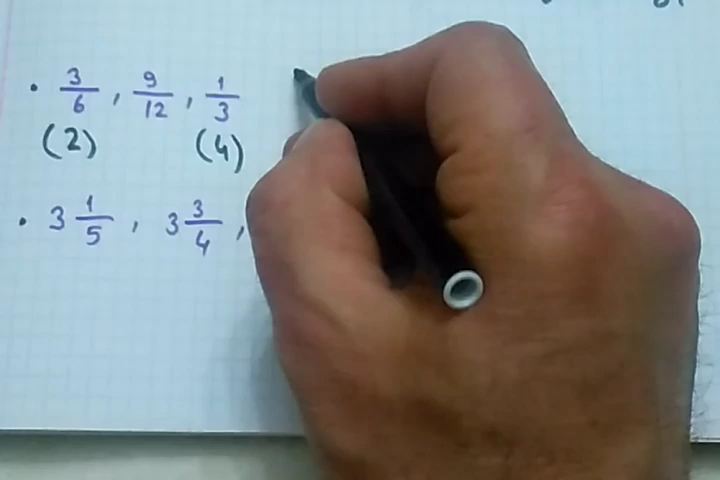 • 3/6 , 9/12 , 1/3
(2) (4)
• 3 1/5 , 3 3/4 ,